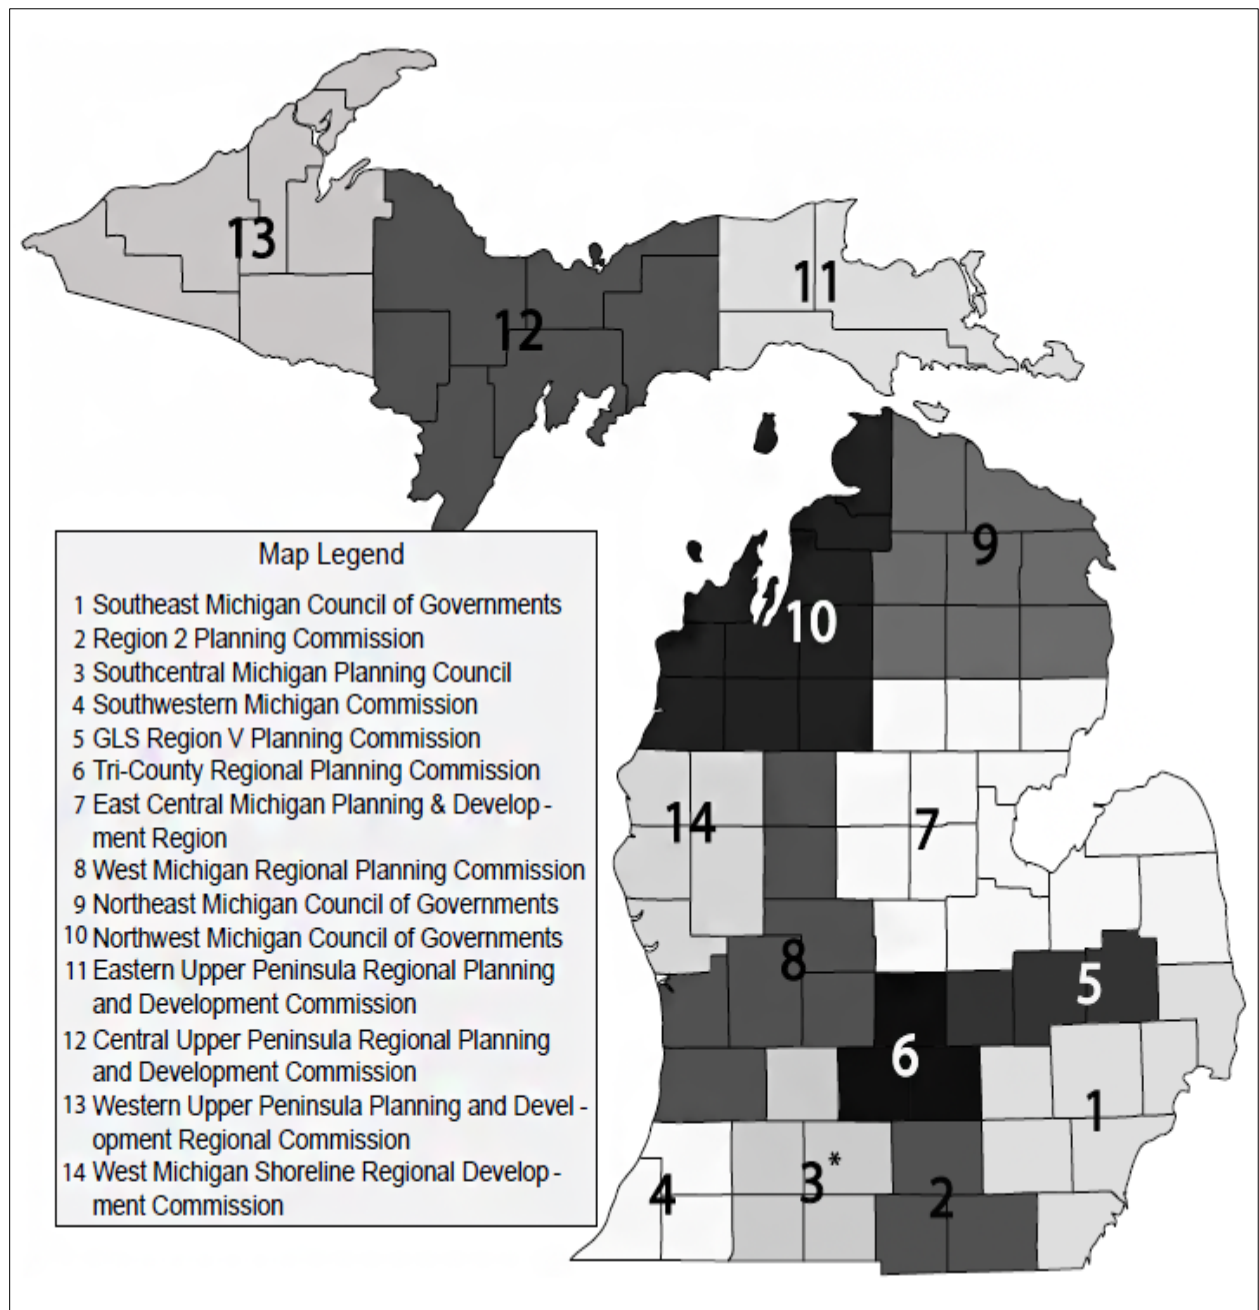 13
11
12
9
10
14
7
8
5
6
1
3*
4
2
Map Legend
1 Southeast Michigan Council of Governments
2 Region 2 Planning Commission
3 Southcentral Michigan Planning Council
4 Southwestern Michigan Commission
5 GLS Region V Planning Commission
6 Tri-County Regional Planning Commission
7 East Central Michigan Planning & Develop-
ment Region
8 West Michigan Regional Planning Commission
9 Northeast Michigan Council of Governments
10 Northwest Michigan Council of Governments
11 Eastern Upper Peninsula Regional Planning
and Development Commission
12 Central Upper Peninsula Regional Planning
and Development Commission
13 Western Upper Peninsula Planning and Devel-
opment Regional Commission
14 West Michigan Shoreline Regional Develop-
ment Commission